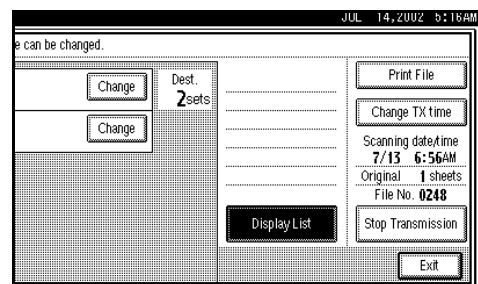 JUL 14,2002 5:16AM
e can be changed.
Change
Dest.
2sets
Change
Print File
Change TX time
Scanning date/time
7/13 6:56AM
Original 1 sheets
File No. 0248
Display List
Stop Transmission
Exit